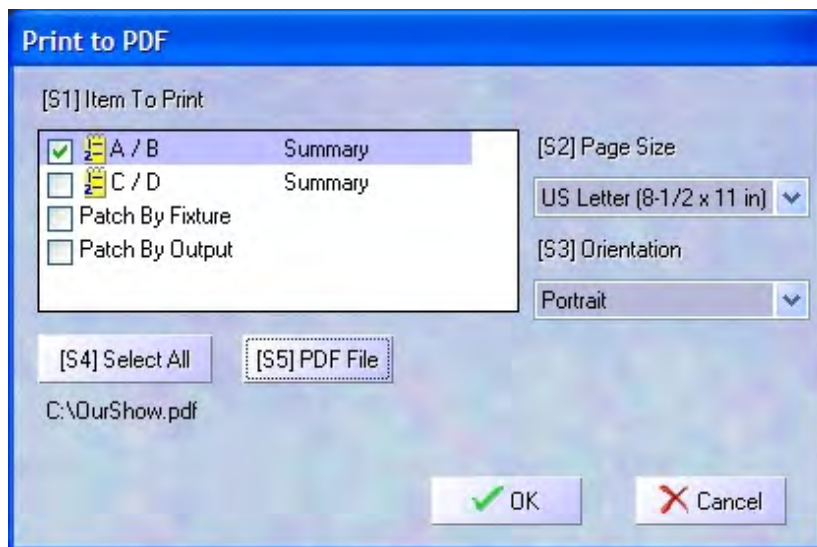 Print to PDF
[S1] Item To Print
A / B Summary
C / D Summary
Patch By Fixture
Patch By Output
[S2] Page Size
US Letter (8-1/2 x 11 in)
[S3] Orientation
Portrait
[S4] Select All
[S5] PDF File
C:\OurShow.pdf
OK
Cancel